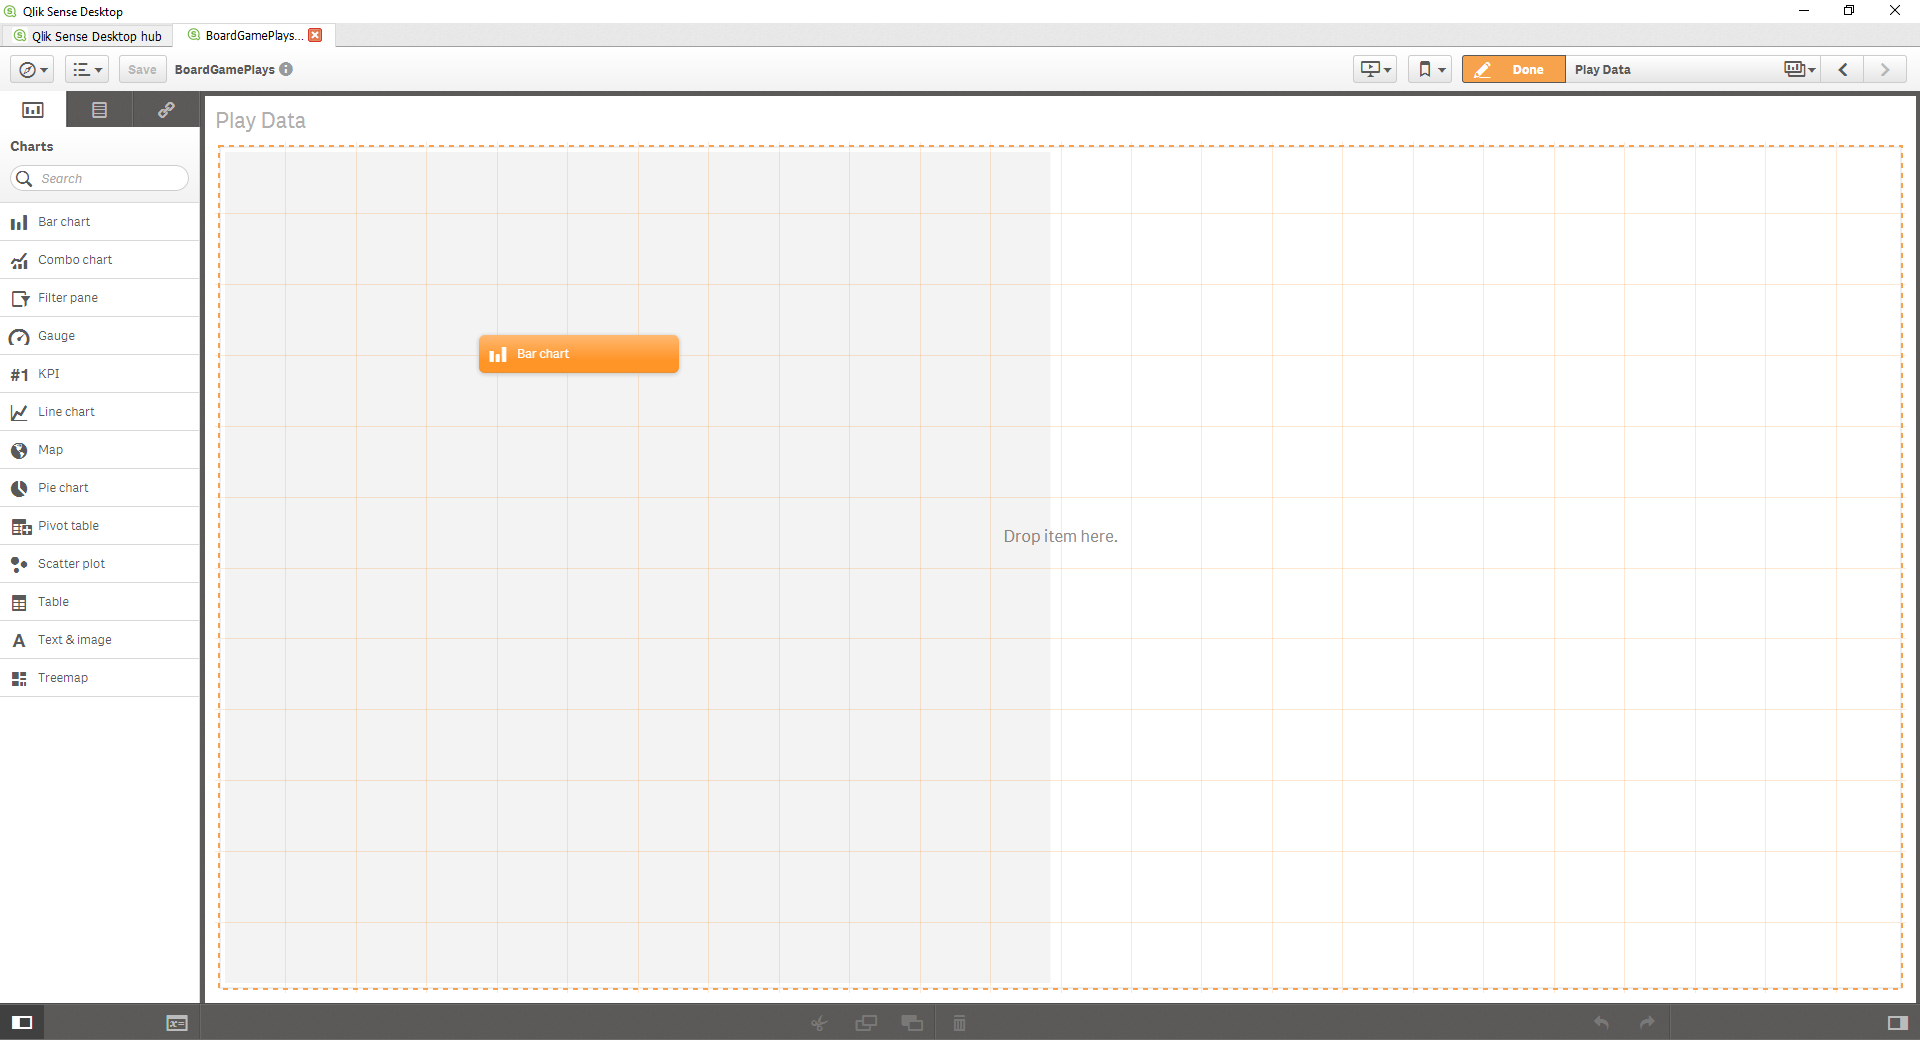 Qlik Sense Desktop
Qlik Sense Desktop hub
BoardGamePlays...
Save
BoardGamePlays
Done
Play Data
Play Data
Charts
Search
Bar chart
Combo chart
Filter pane
Gauge
#1 KPI
Line chart
Map
Pie chart
Pivot table
Scatter plot
Table
A Text & image
Treemap
Bar chart
Drop item here.
x=